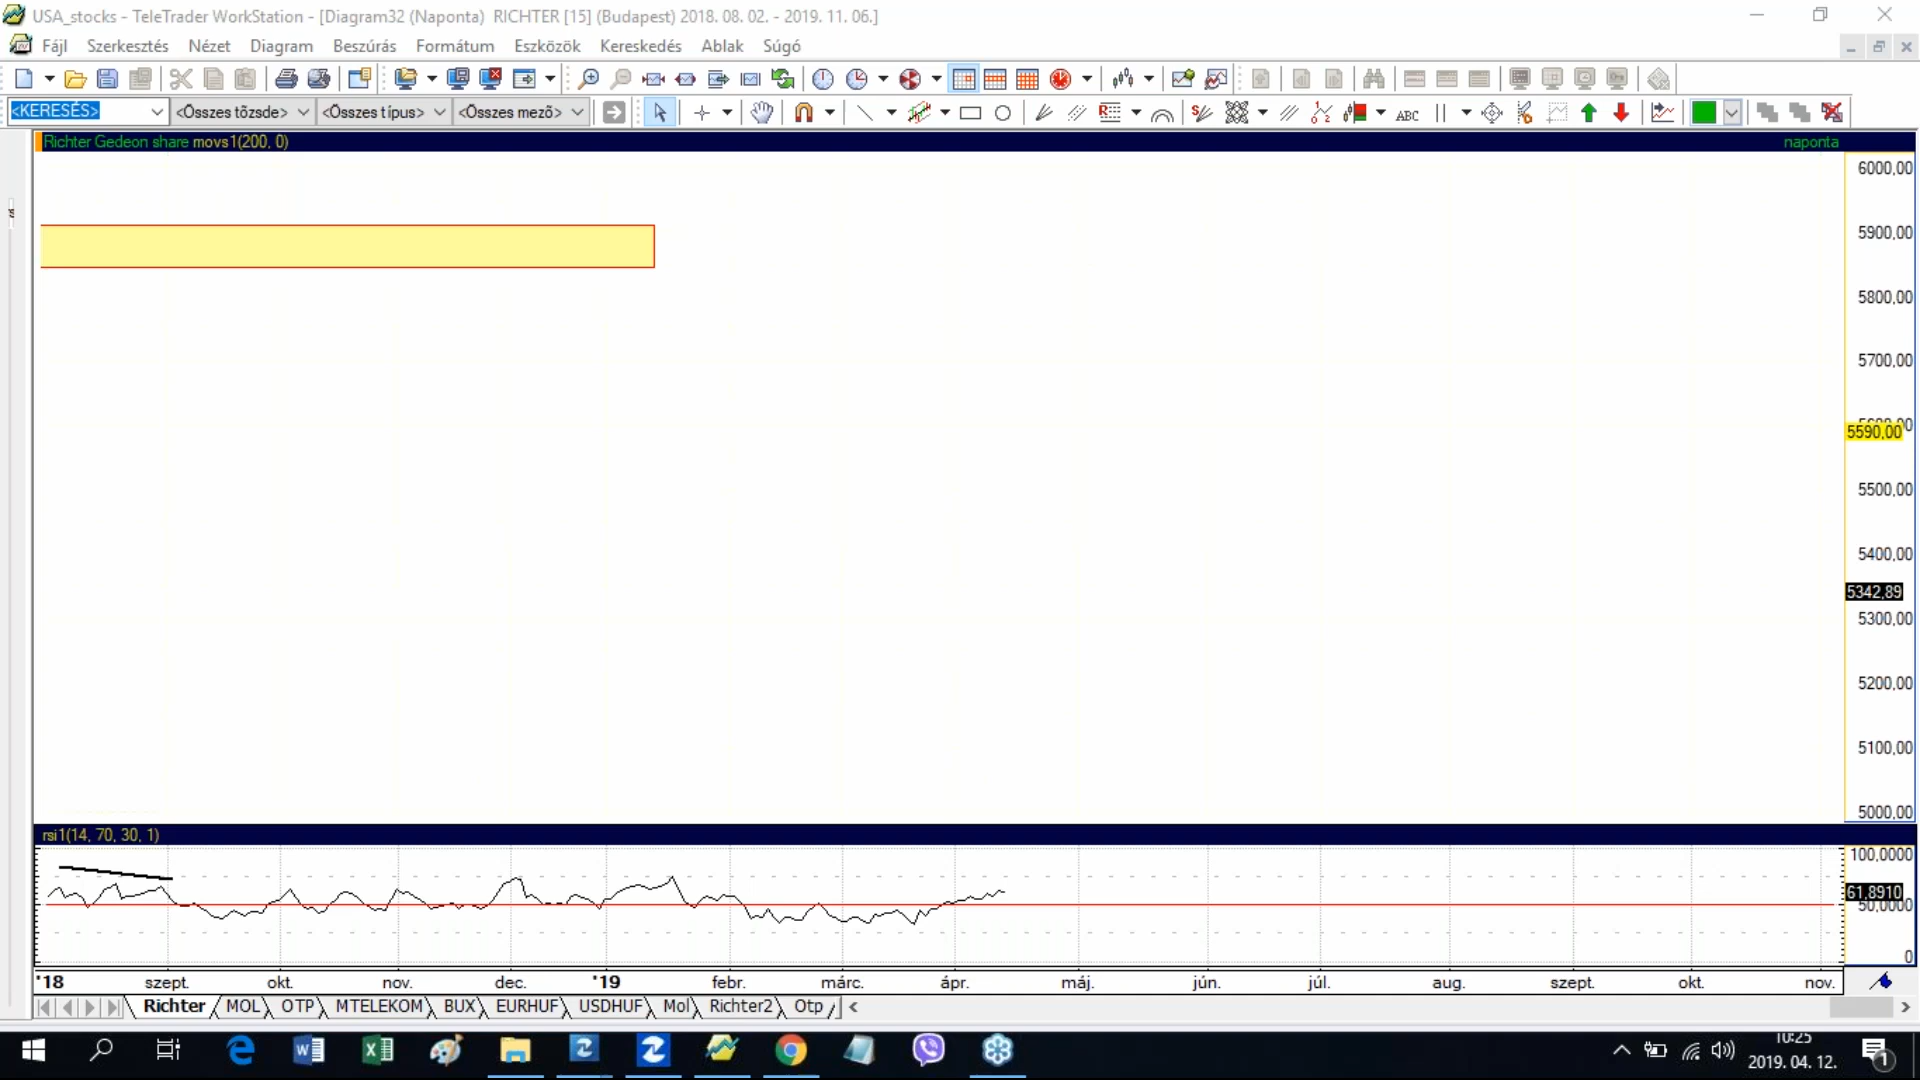 USA_stocks - TeleTrader WorkStation - [Diagram32 (Naponta)  RICHTER [15] (Budapest) 2018. 08. 02. - 2019. 11. 06.]
Fájl Szerkesztés Nézet Diagram Beszúrás Formátum Eszközök Kereskedés Ablak Súgó
<KERESÉS> <Összes tőzsde> <Összes típus> <Összes mező> ABC
Richter Gedeon share movs1(200, 0) naponta
6000,00
5900,00
5800,00
5700,00
5590,00
5500,00
5400,00
5342,89
5300,00
5200,00
5100,00
5000,00
rsi1(14, 70, 30, 1)
100,0000
61,8910
50,0000
0
'18 szept. okt. nov. dec. '19 febr. márc. ápr. máj. jún. júl. aug. szept. okt. nov.
Richter MOL OTP MTELEKOM BUX EURHUF USDHUF Mol Richter2 Otp
10:25
2019. 04. 12.
1